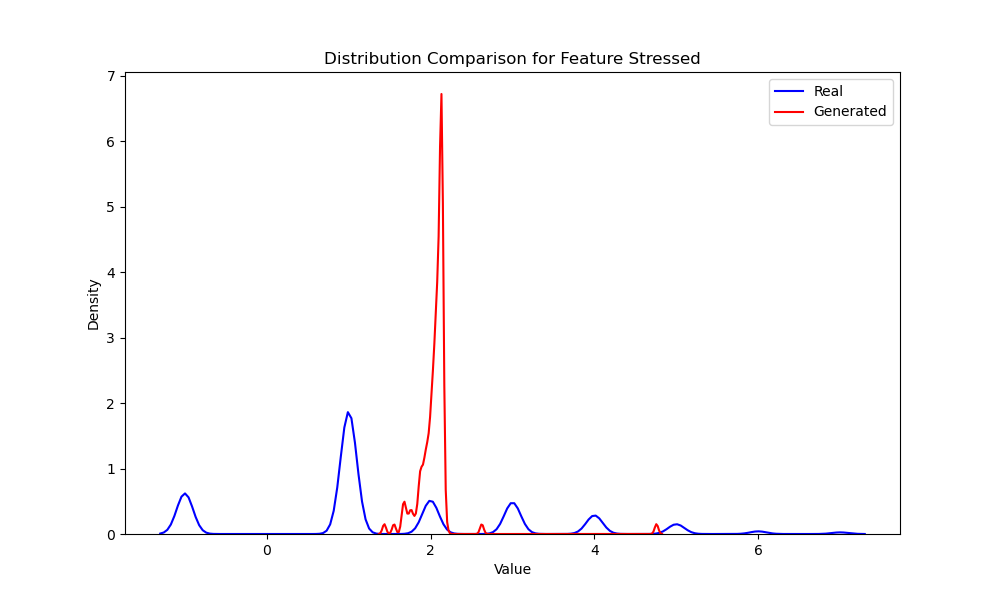 Distribution Comparison for Feature Stressed
Real
Generated
7
6
5
4
3
2
1
0
Density
0 2 4 6
Value